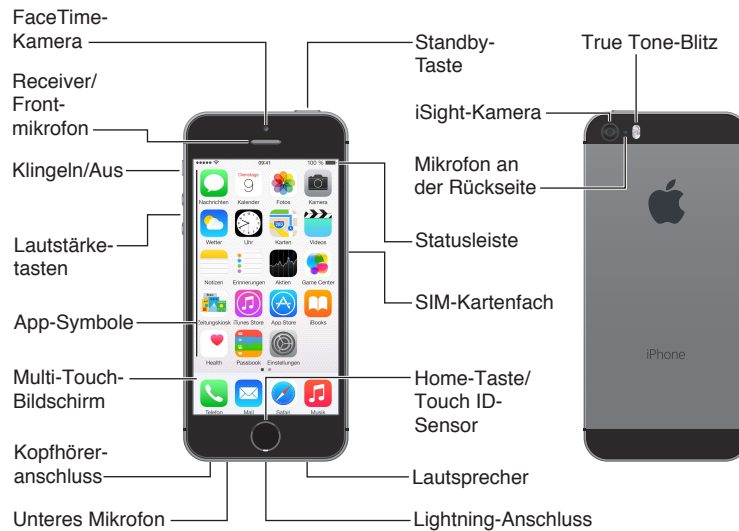 FaceTime-
Kamera
Receiver/
Front-
mikrofon
Klingeln/Aus
Lautstärke-
tasten
App-Symbole
Multi-Touch-
Bildschirm
Kopfhörer-
anschluss
Unteres Mikrofon
Standby-
Taste
True Tone-Blitz
iSight-Kamera
Mikrofon an
der Rückseite
Statusleiste
SIM-Kartenfach
Home-Taste/
Touch ID-
Sensor
Lautsprecher
Lightning-Anschluss
09:41 100 %
Dienstag
9
Nachrichten Kalender Fotos Kamera
Wetter Uhr Karten Videos
Notizen Erinnerungen Aktien Game Center
Zeitungskiosk iTunes Store App Store iBooks
Health Passbook Einstellungen
Telefon Mail Safari Musik
iPhone